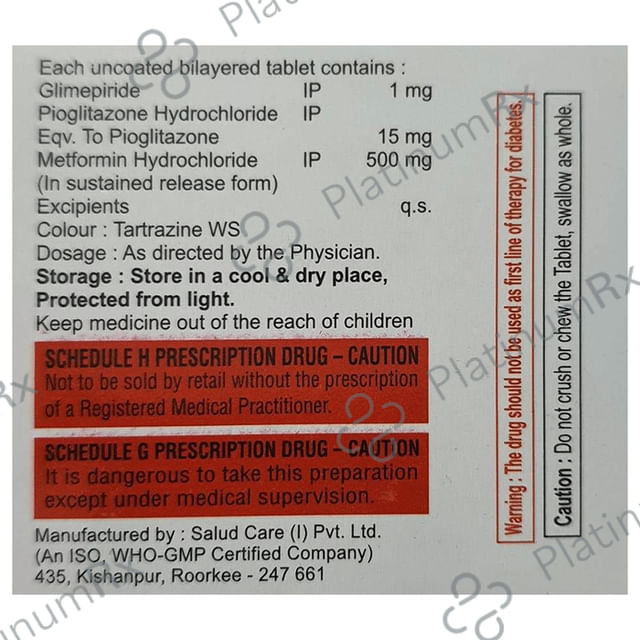 Each uncoated bilayered tablet contains :
Glimepiride IP 1 mg
Pioglitazone Hydrochloride IP
Eqv. To Pioglitazone 15 mg
Metformin Hydrochloride IP 500 mg
(In sustained release form)
Excipients q.s.
Colour : Tartrazine WS
Dosage : As directed by the Physician.
Storage : Store in a cool & dry place,
Protected from light.
Keep medicine out of the reach of children
SCHEDULE H PRESCRIPTION DRUG – CAUTION
Not to be sold by retail without the prescription
of a Registered Medical Practitioner.
SCHEDULE G PRESCRIPTION DRUG – CAUTION
It is dangerous to take this preparation
except under medical supervision.
Manufactured by : Salud Care (I) Pvt. Ltd.
(An ISO, WHO-GMP Certified Company)
435, Kishanpur, Roorkee - 247 661
Warning : The drug should not be used as first line of therapy for diabetes.
Caution : Do not crush or chew the Tablet, swallow as whole.
PlatinumRx
PlatinumRx
PlatinumRx